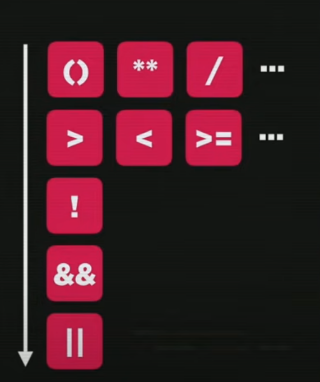 () ** / ...
> < >= ...
!
&&
||